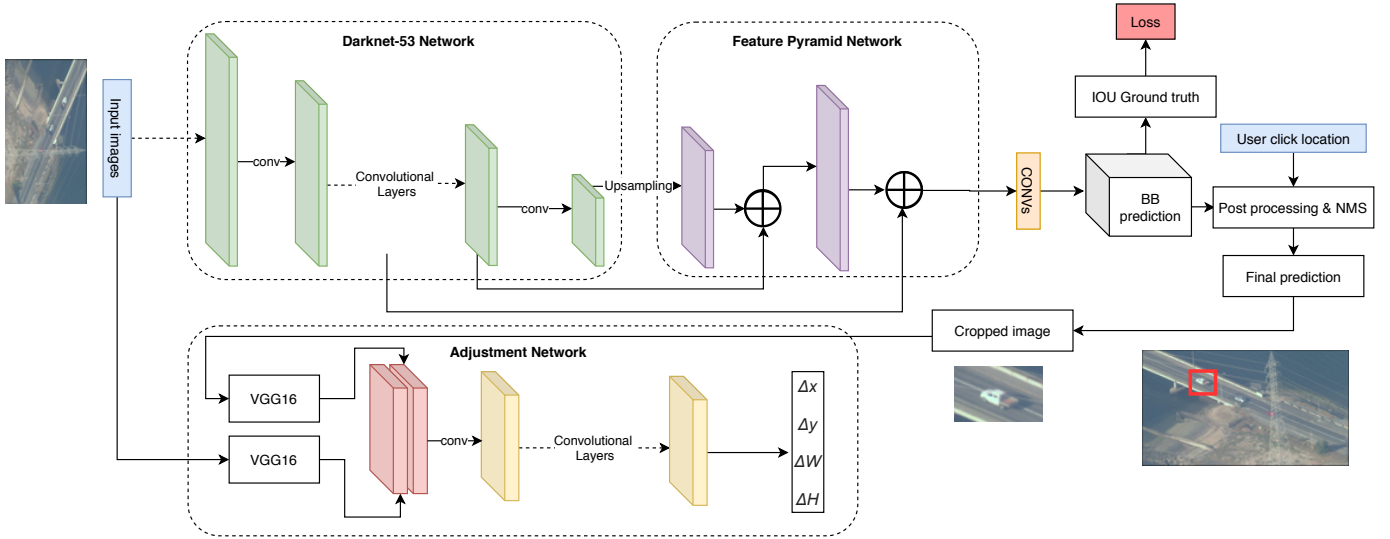 Darknet-53 Network
Feature Pyramid Network
Loss
IOU Ground truth
Input images
User click location
conv
Convolutional
Layers
conv
Upsampling
CONVs
BB
prediction
Post processing & NMS
Final prediction
Cropped image
Adjustment Network
VGG16
VGG16
conv
Convolutional
Layers
Δx
Δy
ΔW
ΔH